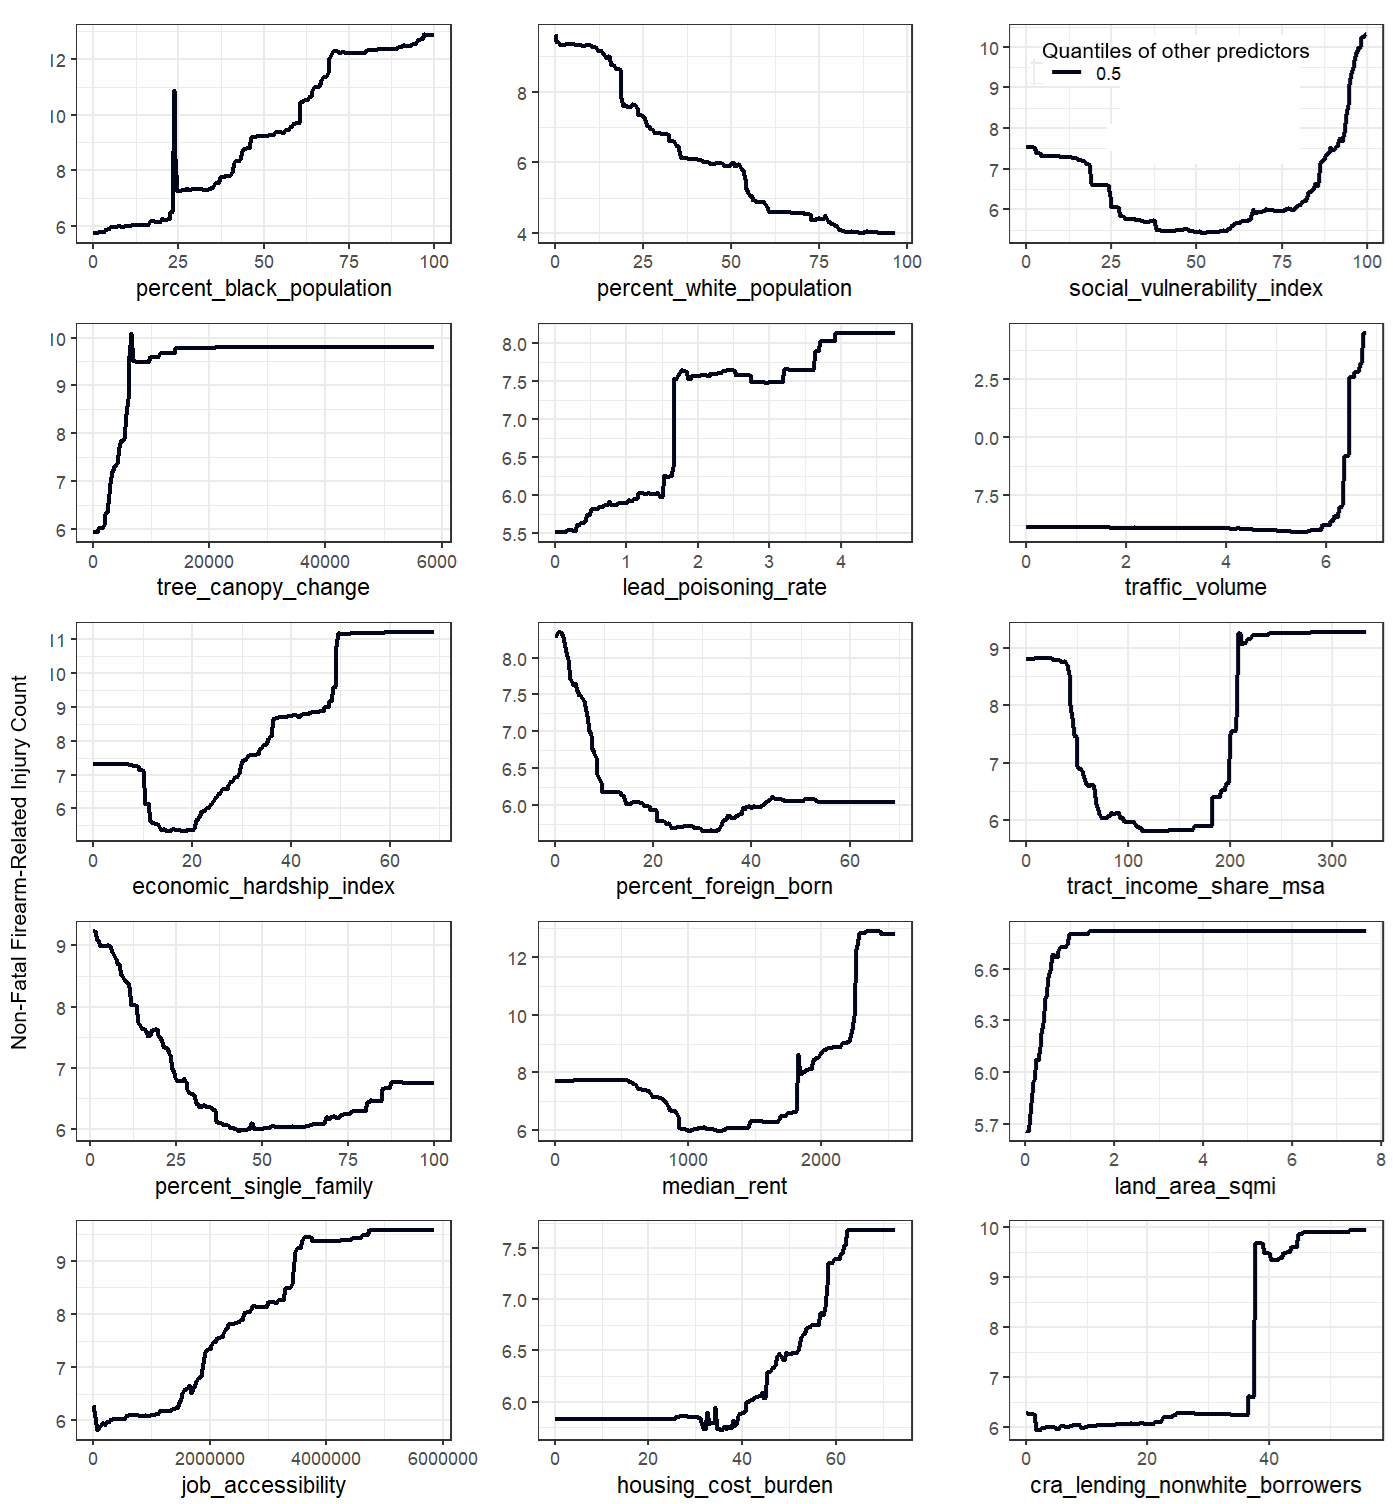 Non-Fatal Firearm-Related Injury Count
12
10
8
6
0 25 50 75 100
percent_black_population
8
6
4
0 25 50 75 100
percent_white_population
Quantiles of other predictors
0.5
10
9
8
7
6
0 25 50 75 100
social_vulnerability_index
10
9
8
7
6
0 20000 40000 6000
tree_canopy_change
8.0
7.5
7.0
6.5
6.0
5.5
0 1 2 3 4
lead_poisoning_rate
2.5
0.0
7.5
0 2 4 6
traffic_volume
11
10
9
8
7
6
0 20 40 60
economic_hardship_index
8.0
7.5
7.0
6.5
6.0
0 20 40 60
percent_foreign_born
9
8
7
6
0 100 200 300
tract_income_share_msa
9
8
7
6
0 25 50 75 100
percent_single_family
12
10
8
6
0 1000 2000
median_rent
6.6
6.3
6.0
5.7
0 2 4 6 8
land_area_sqmi
9
8
7
6
0 2000000 4000000 6000000
job_accessibility
7.5
7.0
6.5
6.0
0 20 40 60
housing_cost_burden
10
9
8
7
6
0 20 40
cra_lending_nonwhite_borrowers